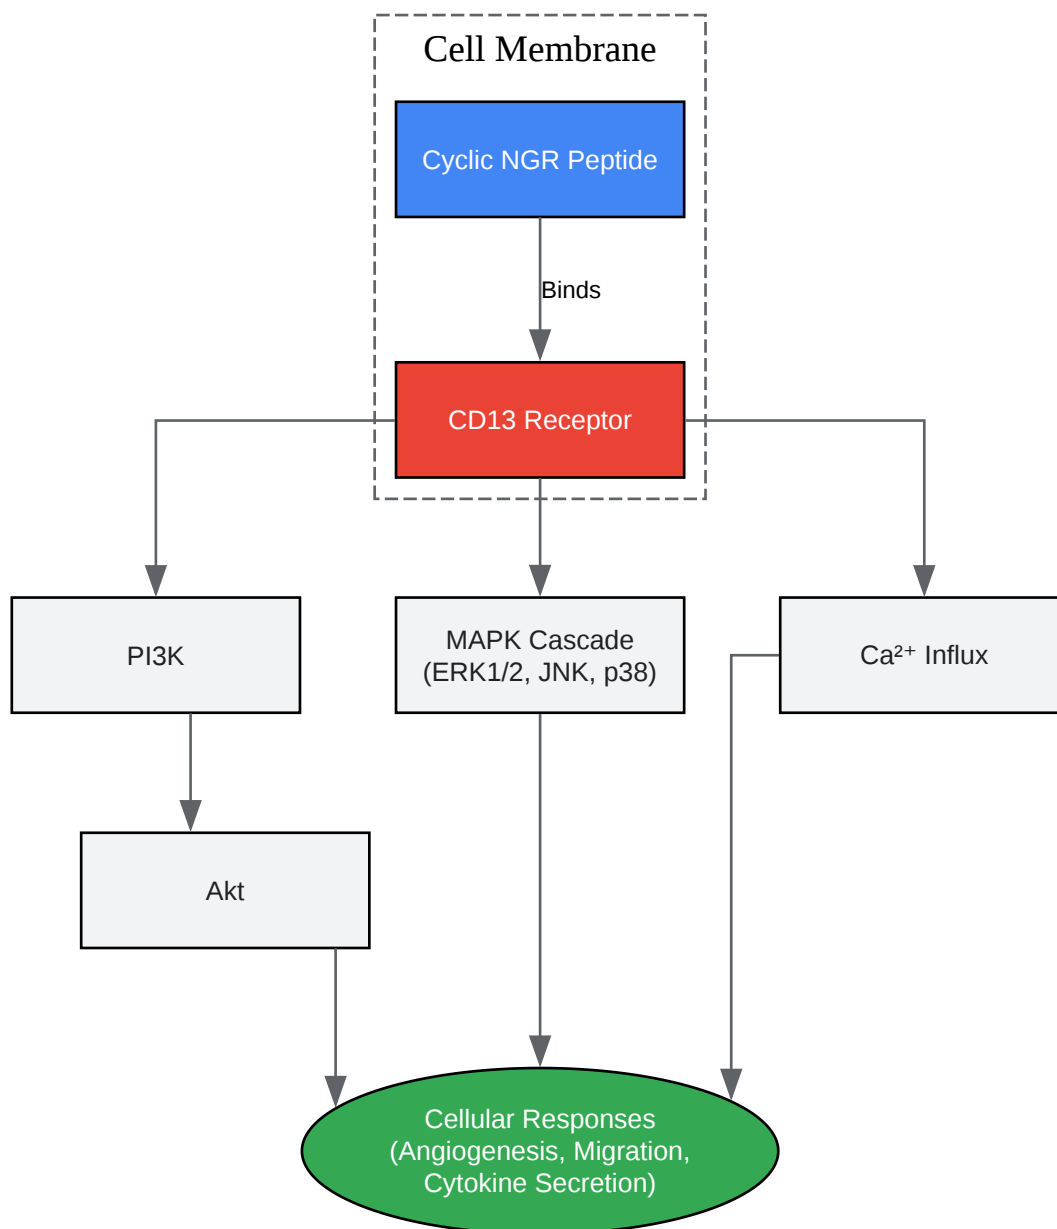 Cell Membrane
Cyclic NGR Peptide
Binds
CD13 Receptor
PI3K
MAPK Cascade
(ERK1/2, JNK, p38)
Ca²⁺ Influx
Akt
Cellular Responses
(Angiogenesis, Migration,
Cytokine Secretion)